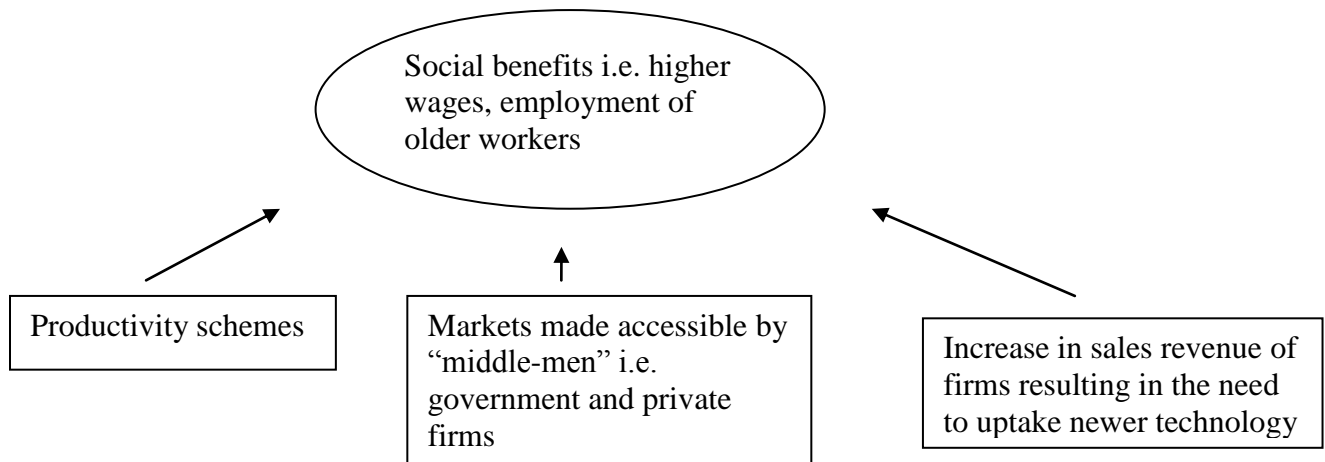 Social benefits i.e. higher
wages, employment of
older workers
Productivity schemes
Markets made accessible by
“middle-men” i.e.
government and private
firms
Increase in sales revenue of
firms resulting in the need
to uptake newer technology